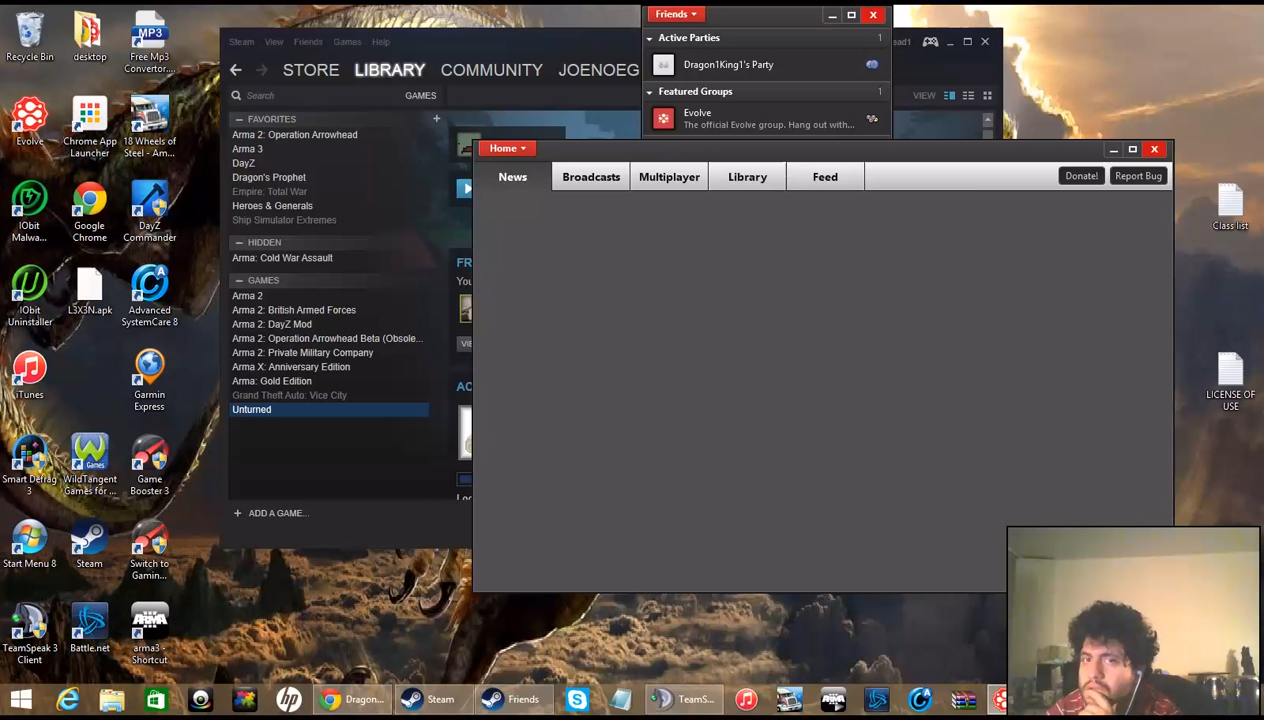 Recycle Bin
desktop
Free Mp3
Convertor...
Evolve
Chrome App
Launcher
18 Wheels of
Steel - Am...
IObit
Malwa...
Google
Chrome
DayZ
Commander
IObit
Uninstaller
L3X3N.apk
Advanced
SystemCare 8
iTunes
Garmin
Express
Smart Defrag
3
WildTangent
Games for ...
Game
Booster 3
Start Menu 8
Steam
Switch to
Gamin...
TeamSpeak 3
Client
Battle.net
arma3 -
Shortcut
Steam View Friends Games Help
STORE LIBRARY COMMUNITY JOENOEG
Search GAMES
VIEW
FAVORITES
Arma 2: Operation Arrowhead
Arma 3
DayZ
Dragon's Prophet
Empire: Total War
Heroes & Generals
Ship Simulator Extremes
HIDDEN
Arma: Cold War Assault
GAMES
Arma 2
Arma 2: British Armed Forces
Arma 2: DayZ Mod
Arma 2: Operation Arrowhead Beta (Obsole...
Arma 2: Private Military Company
Arma X: Anniversary Edition
Arma: Gold Edition
Grand Theft Auto: Vice City
Unturned
+ ADD A GAME...
Friends
Active Parties 1
Dragon1King1's Party
Featured Groups 1
Evolve
The official Evolve group. Hang out with...
Home
News Broadcasts Multiplayer Library Feed Donate! Report Bug
Class list
LICENSE OF
USE
Dragon... Steam Friends TeamS...